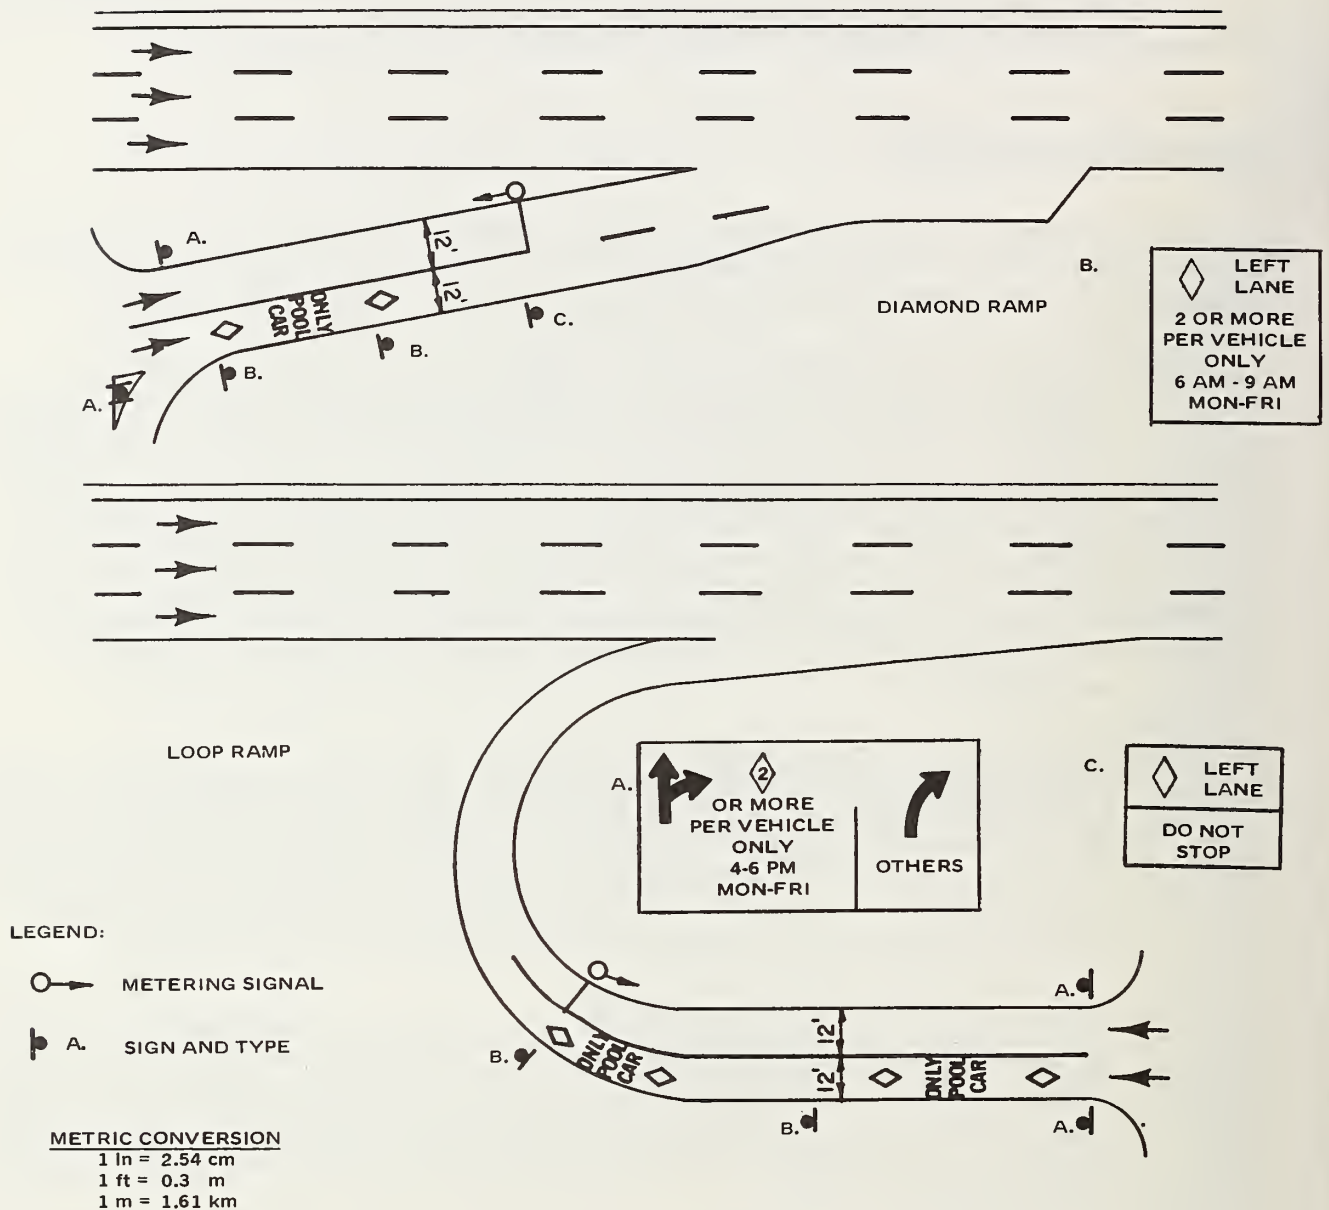 A.
12'
12'
ONLY
POOL
CAR
C.
B.
B.
A.
DIAMOND RAMP
B.
LEFT
LANE
2 OR MORE
PER VEHICLE
ONLY
6 AM - 9 AM
MON-FRI
LOOP RAMP
A.
2
OR MORE
PER VEHICLE
ONLY
4-6 PM
MON-FRI
OTHERS
C.
LEFT
LANE
DO NOT
STOP
LEGEND:
METERING SIGNAL
A. SIGN AND TYPE
METRIC CONVERSION
1 in = 2.54 cm
1 ft = 0.3 m
1 m = 1.61 km
A.
12'
12'
B.
ONLY
POOL
CAR
ONLY
POOL
CAR
B.
A.